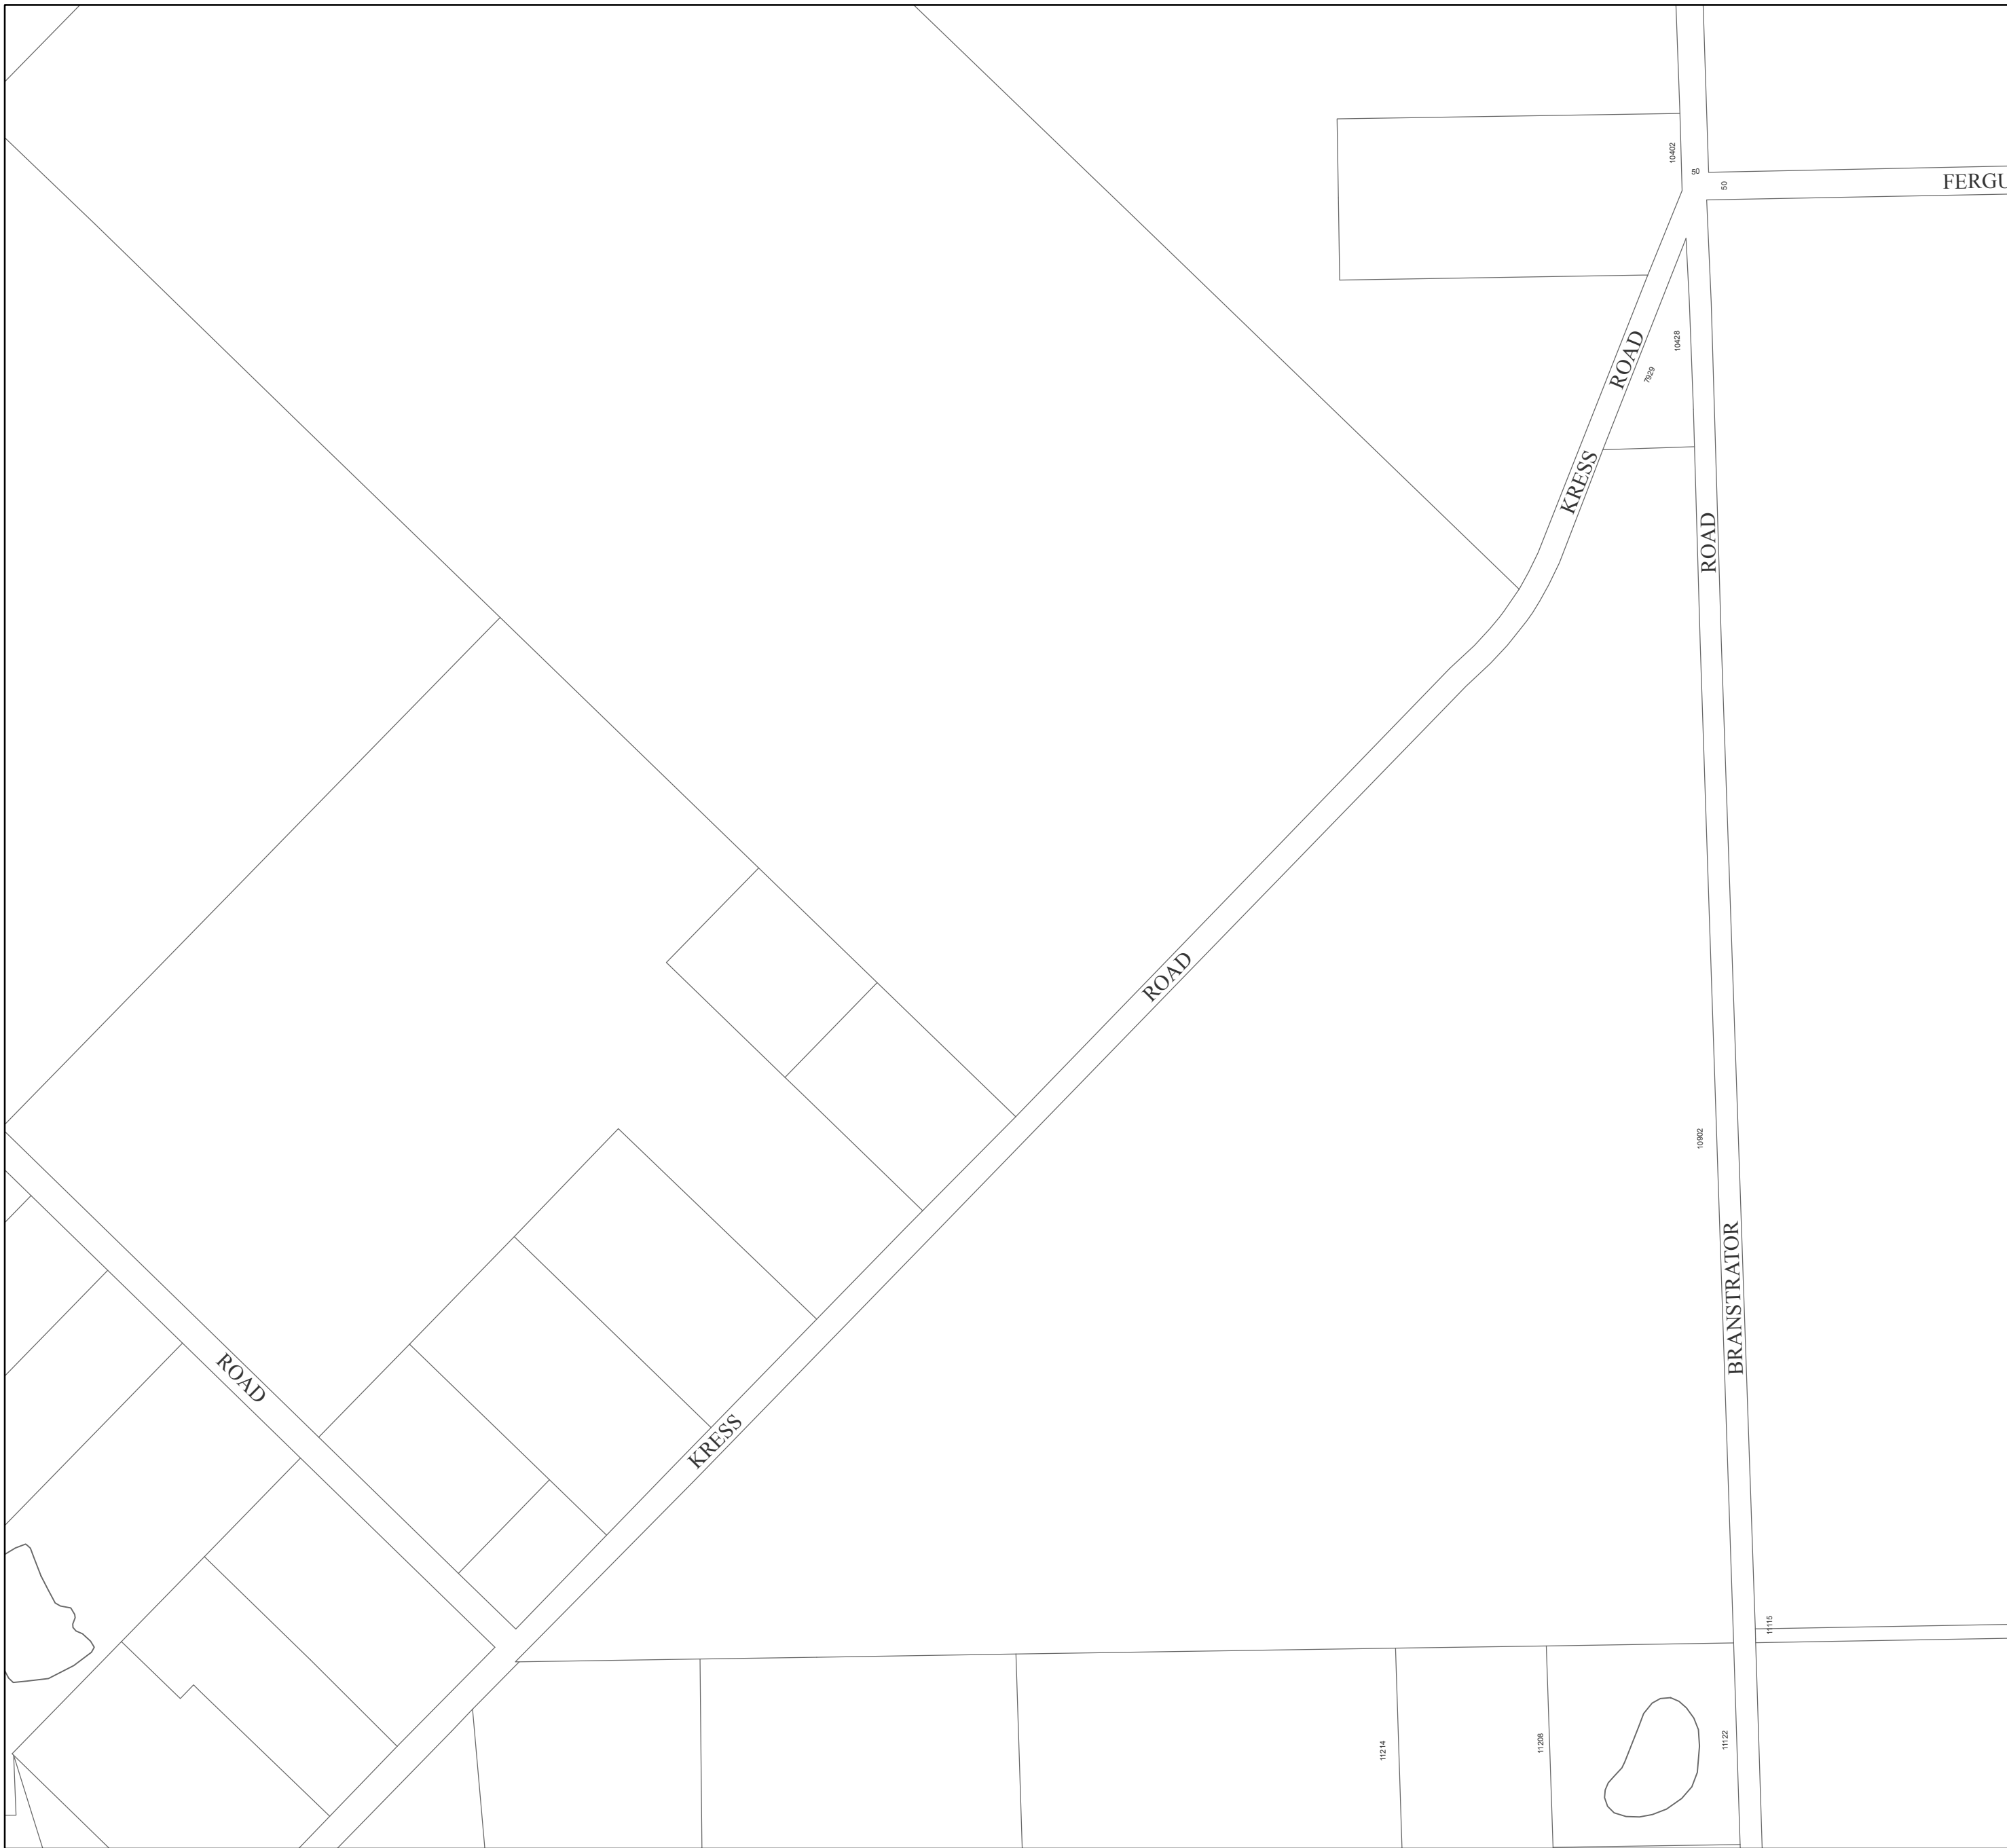 10402
50
50
FERGU
10428
ROAD
7929
KRESS
ROAD
ROAD
10902
BRANSTRATOR
ROAD
KRESS
11115
11214
11208
11122